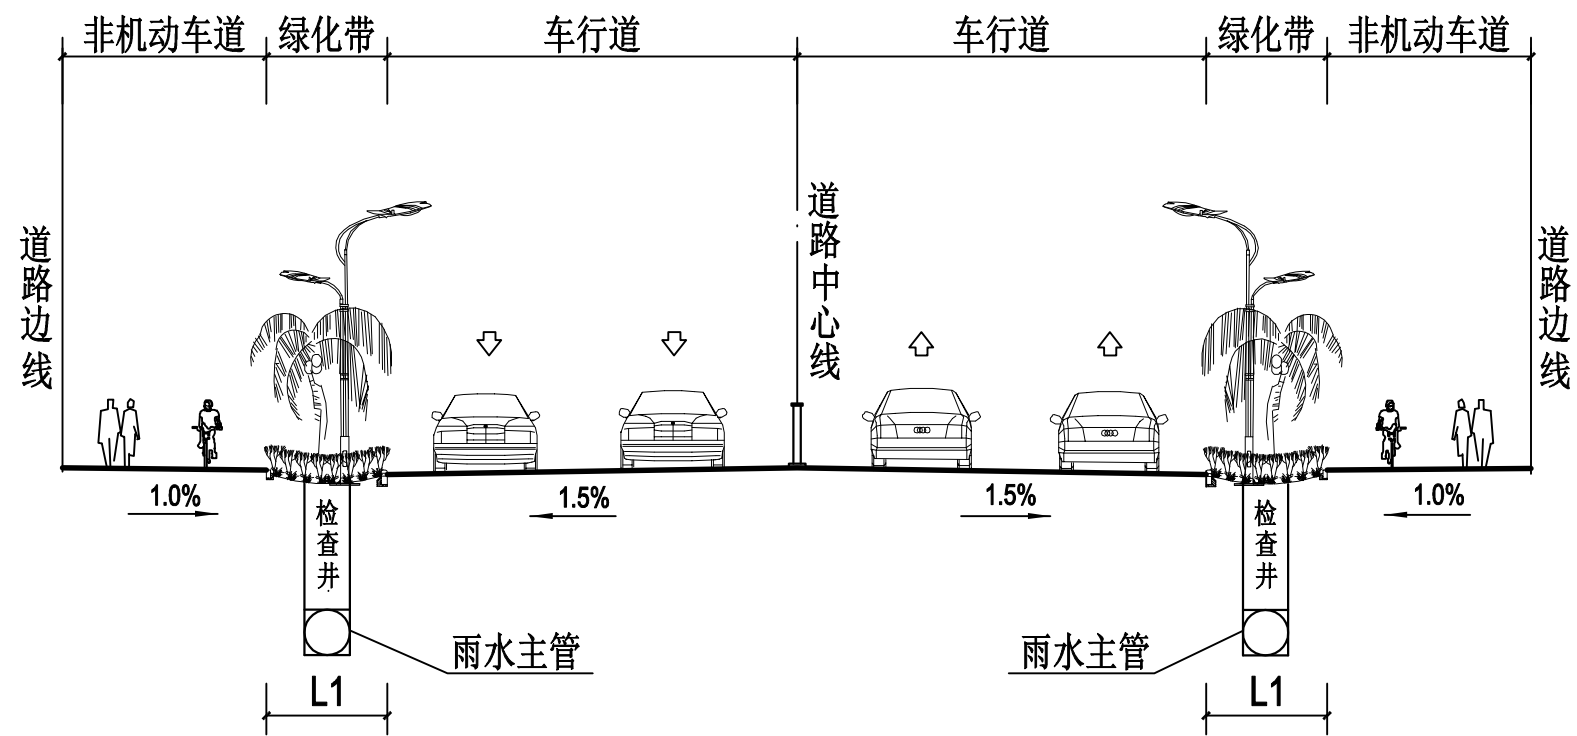 非机动车道
绿化带
车行道
车行道
绿化带
非机动车道
道路边线
道路中心线
道路边线
1.0%
1.5%
1.5%
1.0%
检查井
检查井
雨水主管
雨水主管
L1
L1